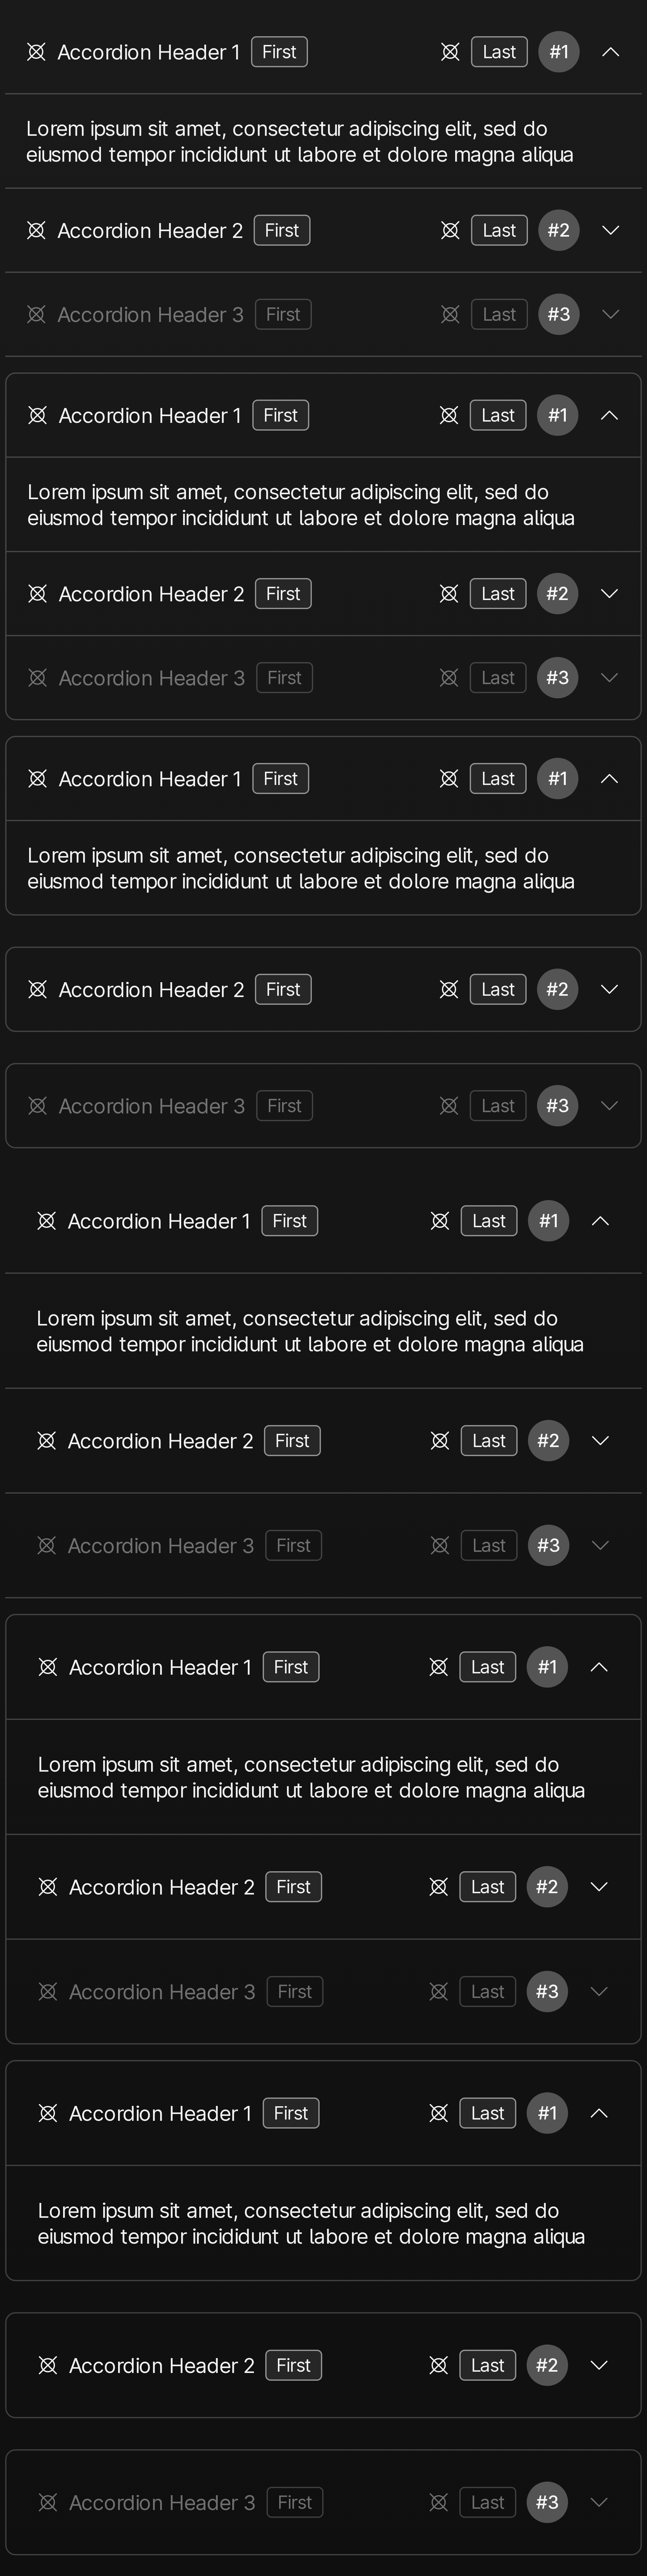 Accordion Header 1 First Last #1
Lorem ipsum sit amet, consectetur adipiscing elit, sed do
eiusmod tempor incididunt ut labore et dolore magna aliqua
Accordion Header 2 First Last #2
Accordion Header 3 First Last #3
Accordion Header 1 First Last #1
Lorem ipsum sit amet, consectetur adipiscing elit, sed do
eiusmod tempor incididunt ut labore et dolore magna aliqua
Accordion Header 2 First Last #2
Accordion Header 3 First Last #3
Accordion Header 1 First Last #1
Lorem ipsum sit amet, consectetur adipiscing elit, sed do
eiusmod tempor incididunt ut labore et dolore magna aliqua
Accordion Header 2 First Last #2
Accordion Header 3 First Last #3
Accordion Header 1 First Last #1
Lorem ipsum sit amet, consectetur adipiscing elit, sed do
eiusmod tempor incididunt ut labore et dolore magna aliqua
Accordion Header 2 First Last #2
Accordion Header 3 First Last #3
Accordion Header 1 First Last #1
Lorem ipsum sit amet, consectetur adipiscing elit, sed do
eiusmod tempor incididunt ut labore et dolore magna aliqua
Accordion Header 2 First Last #2
Accordion Header 3 First Last #3
Accordion Header 1 First Last #1
Lorem ipsum sit amet, consectetur adipiscing elit, sed do
eiusmod tempor incididunt ut labore et dolore magna aliqua
Accordion Header 2 First Last #2
Accordion Header 3 First Last #3